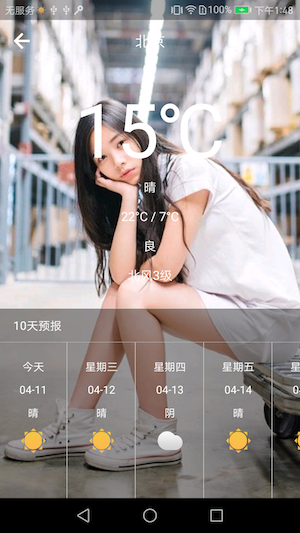 无服务 100% 下午1:48
北京
15℃
晴
22℃ / 7℃
良
北风3级
10天预报
今天 星期三 星期四 星期五
04-11 04-12 04-13 04-14
晴 晴 阴 晴